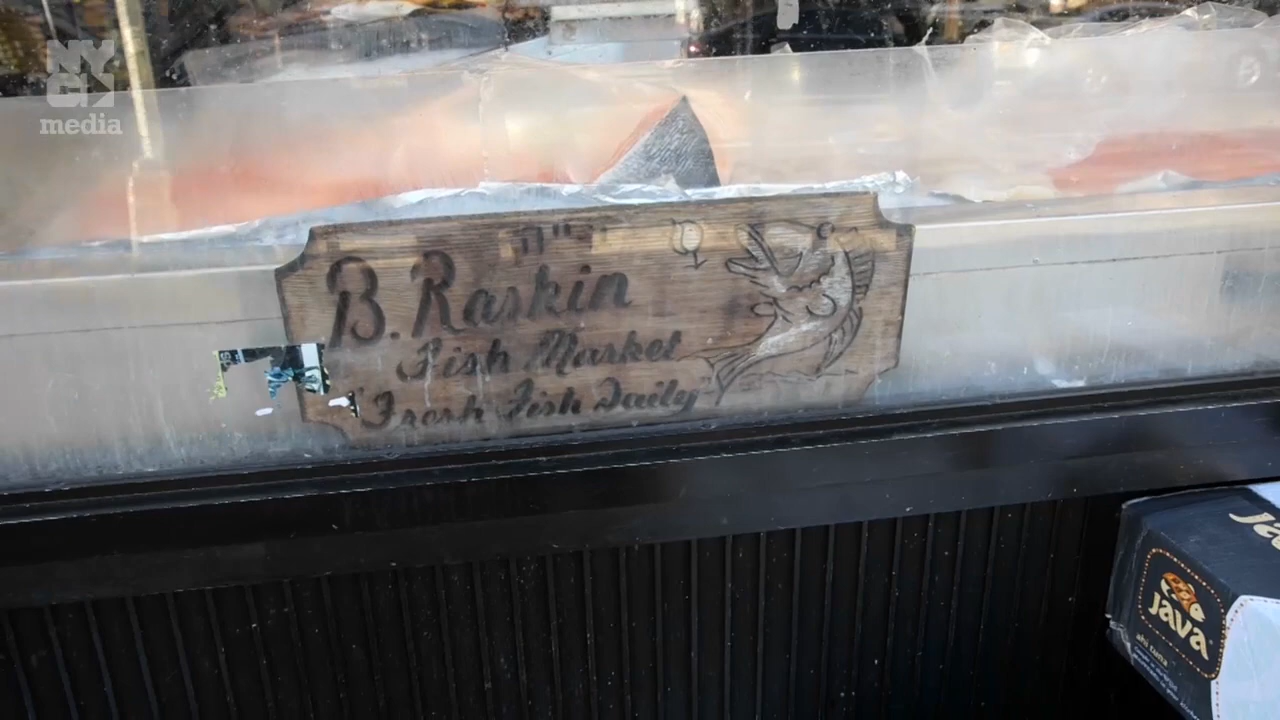 NYC
media
ב"ה
B. Raskin
Fish Market
"Fresh Fish Daily"
java